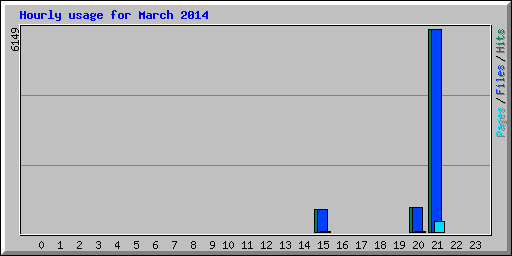 Hourly usage for March 2014
6149
Pages/Files/Hits
0 1 2 3 4 5 6 7 8 9 10 11 12 13 14 15 16 17 18 19 20 21 22 23